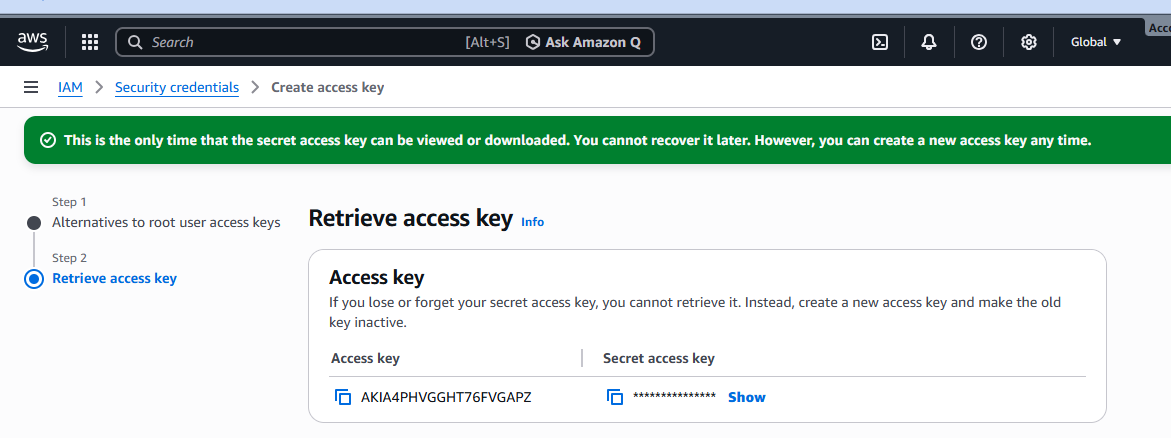 Acco
aws
Search
[Alt+S]
Ask Amazon Q
Global
IAM
Security credentials
Create access key
This is the only time that the secret access key can be viewed or downloaded. You cannot recover it later. However, you can create a new access key any time.
Step 1
Alternatives to root user access keys
Step 2
Retrieve access key
Retrieve access key Info
Access key
If you lose or forget your secret access key, you cannot retrieve it. Instead, create a new access key and make the old
key inactive.
Access key
Secret access key
AKIA4PHVGGHT76FVGAPZ
***************
Show